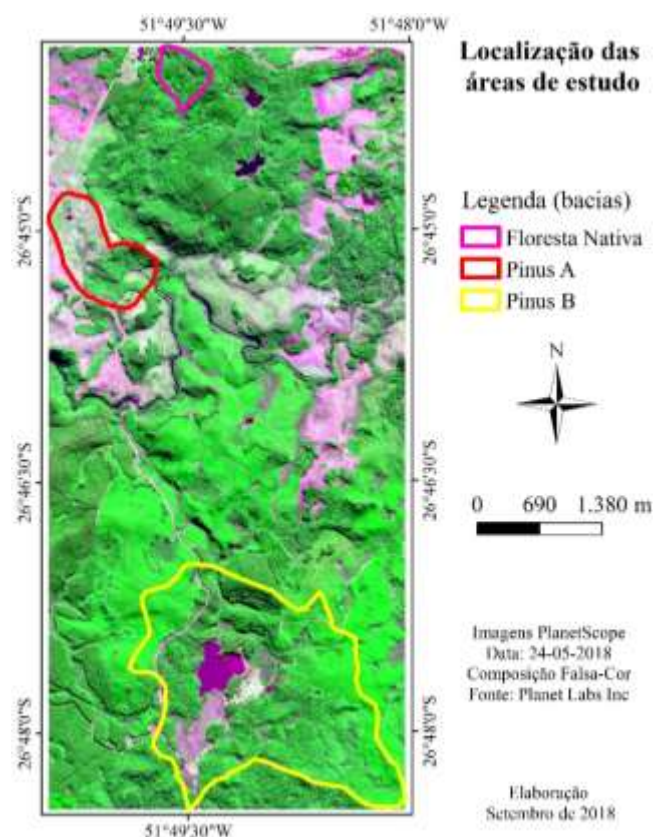 51°49'30"W
51°48'0"W
Localização das
áreas de estudo
26°45'0"S
26°45'0"S
Legenda (bacias)
Floresta Nativa
Pinus A
Pinus B
N
26°46'30"S
26°46'30"S
0 690 1.380 m
Imagens PlanetScope
Data: 24-05-2018
Composição Falsa-Cor
Fonte: Planet Labs Inc
26°48'0"S
26°48'0"S
Elaboração
Setembro de 2018
51°49'30"W